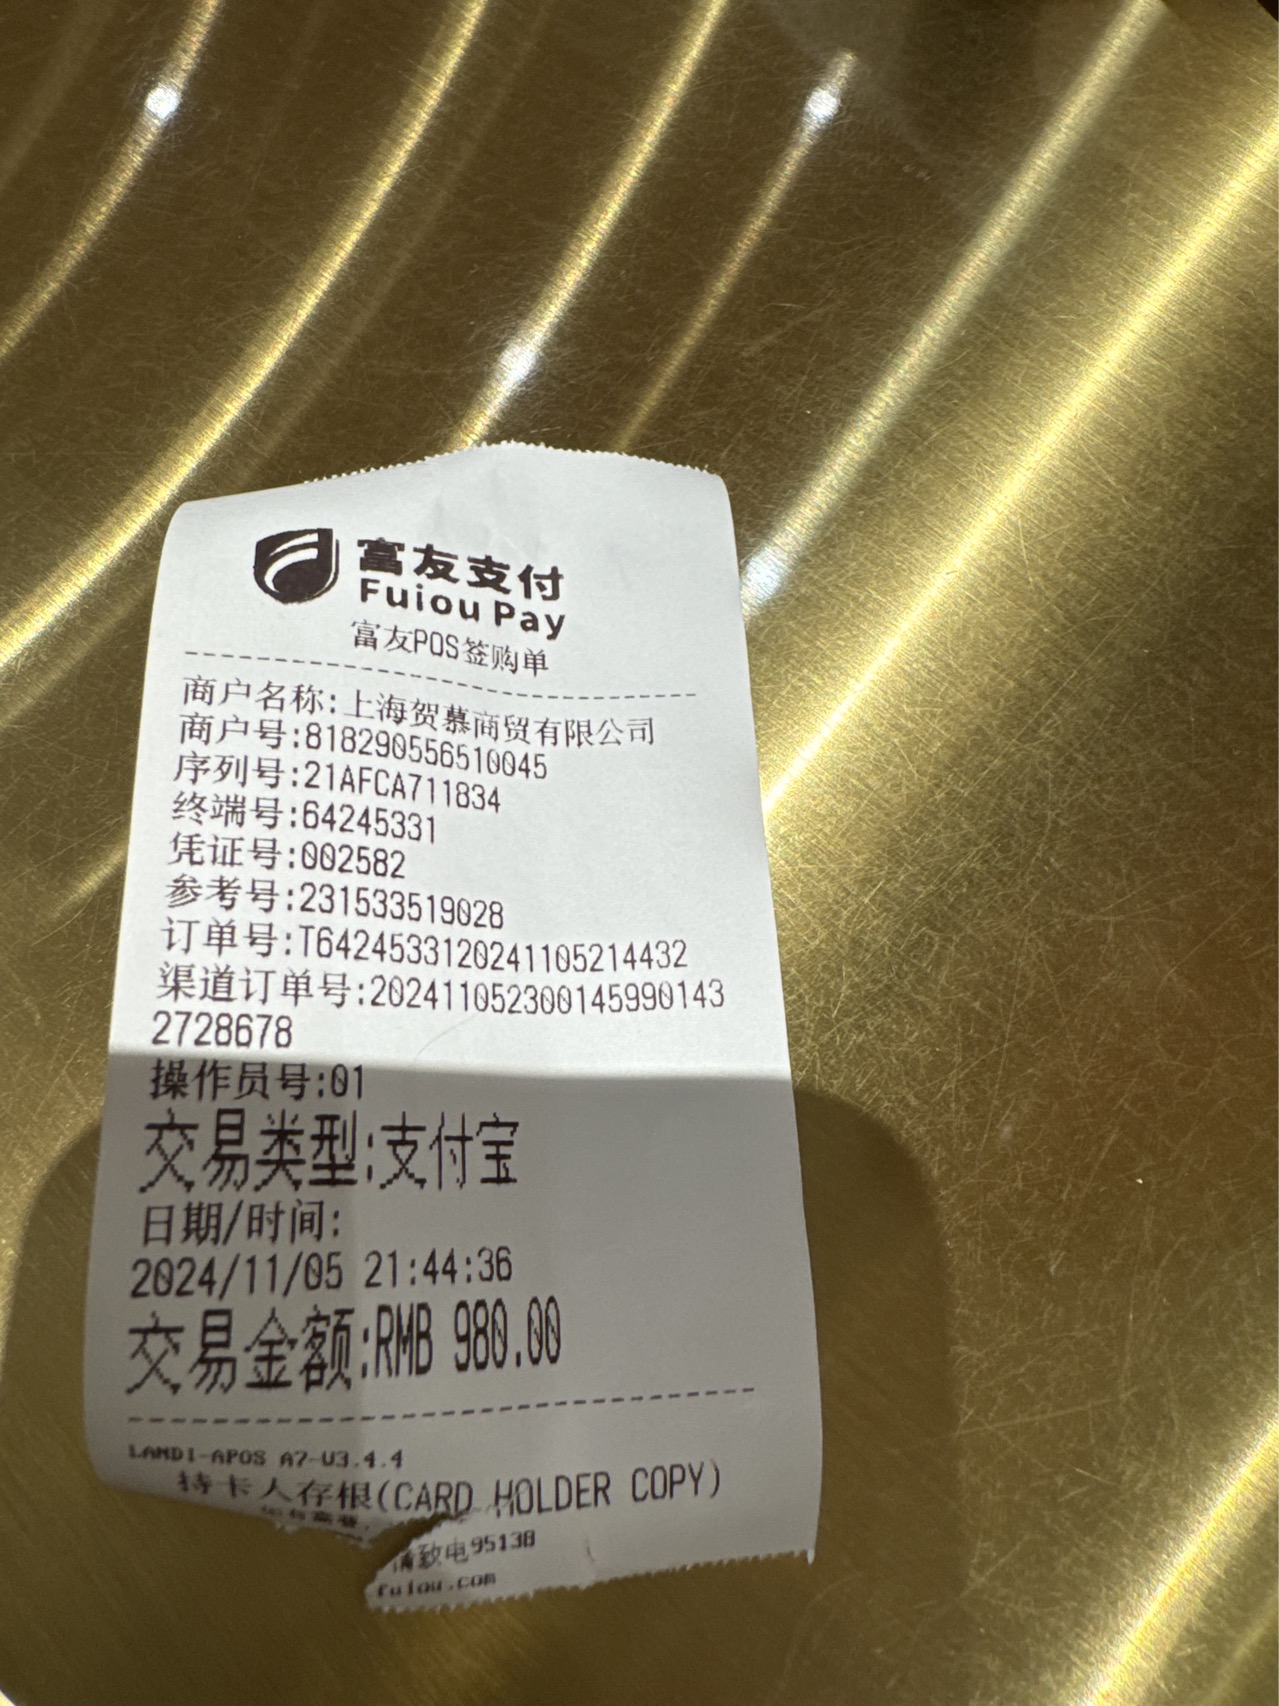 富友支付
Fuiou Pay
富友POS签购单
商户名称:上海贺慕商贸有限公司
商户号:818290556510045
序列号:21AFCA711834
终端号:64245331
凭证号:002582
参考号:231533519028
订单号:T6424533120241105214432
渠道订单号:202411052300145990143
2728678
操作员号:01
交易类型:支付宝
日期/时间:
2024/11/05 21:44:36
交易金额:RMB 980.00
LANDI-APOS A7-V3.4.4
持卡人存根(CARD HOLDER COPY)
请致电95138
fuiou.com